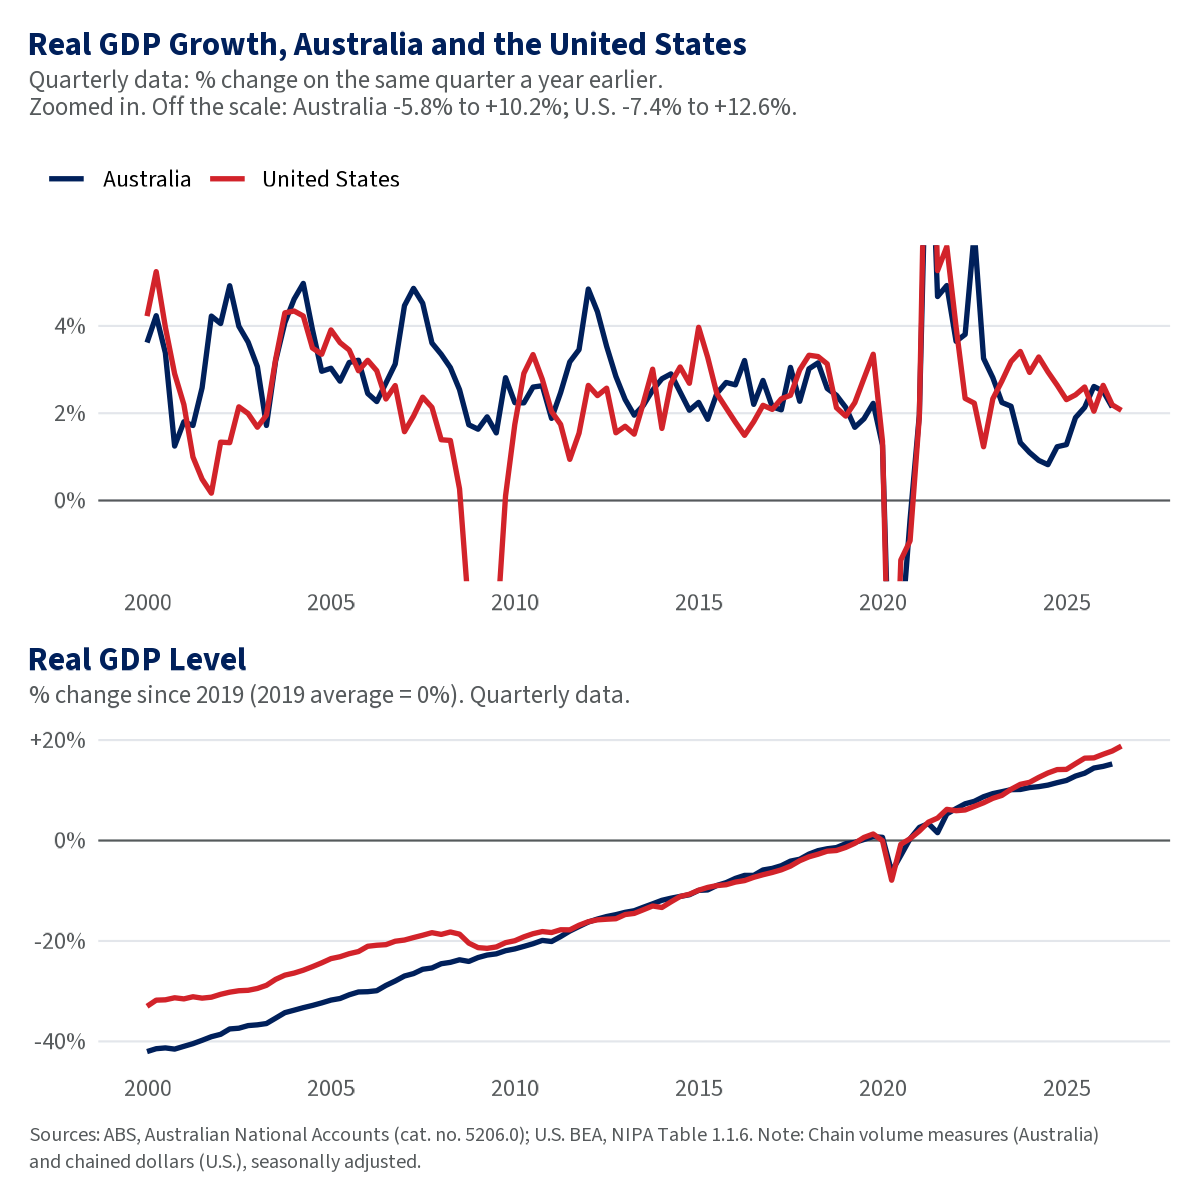 Real GDP Growth, Australia and the United States
Quarterly data: % change on the same quarter a year earlier.
Zoomed in. Off the scale: Australia -5.8% to +10.2%; U.S. -7.4% to +12.6%.
Australia United States
4%
2%
0%
2000 2005 2010 2015 2020 2025
Real GDP Level
% change since 2019 (2019 average = 0%). Quarterly data.
+20%
0%
-20%
-40%
2000 2005 2010 2015 2020 2025
Sources: ABS, Australian National Accounts (cat. no. 5206.0); U.S. BEA, NIPA Table 1.1.6. Note: Chain volume measures (Australia)
and chained dollars (U.S.), seasonally adjusted.